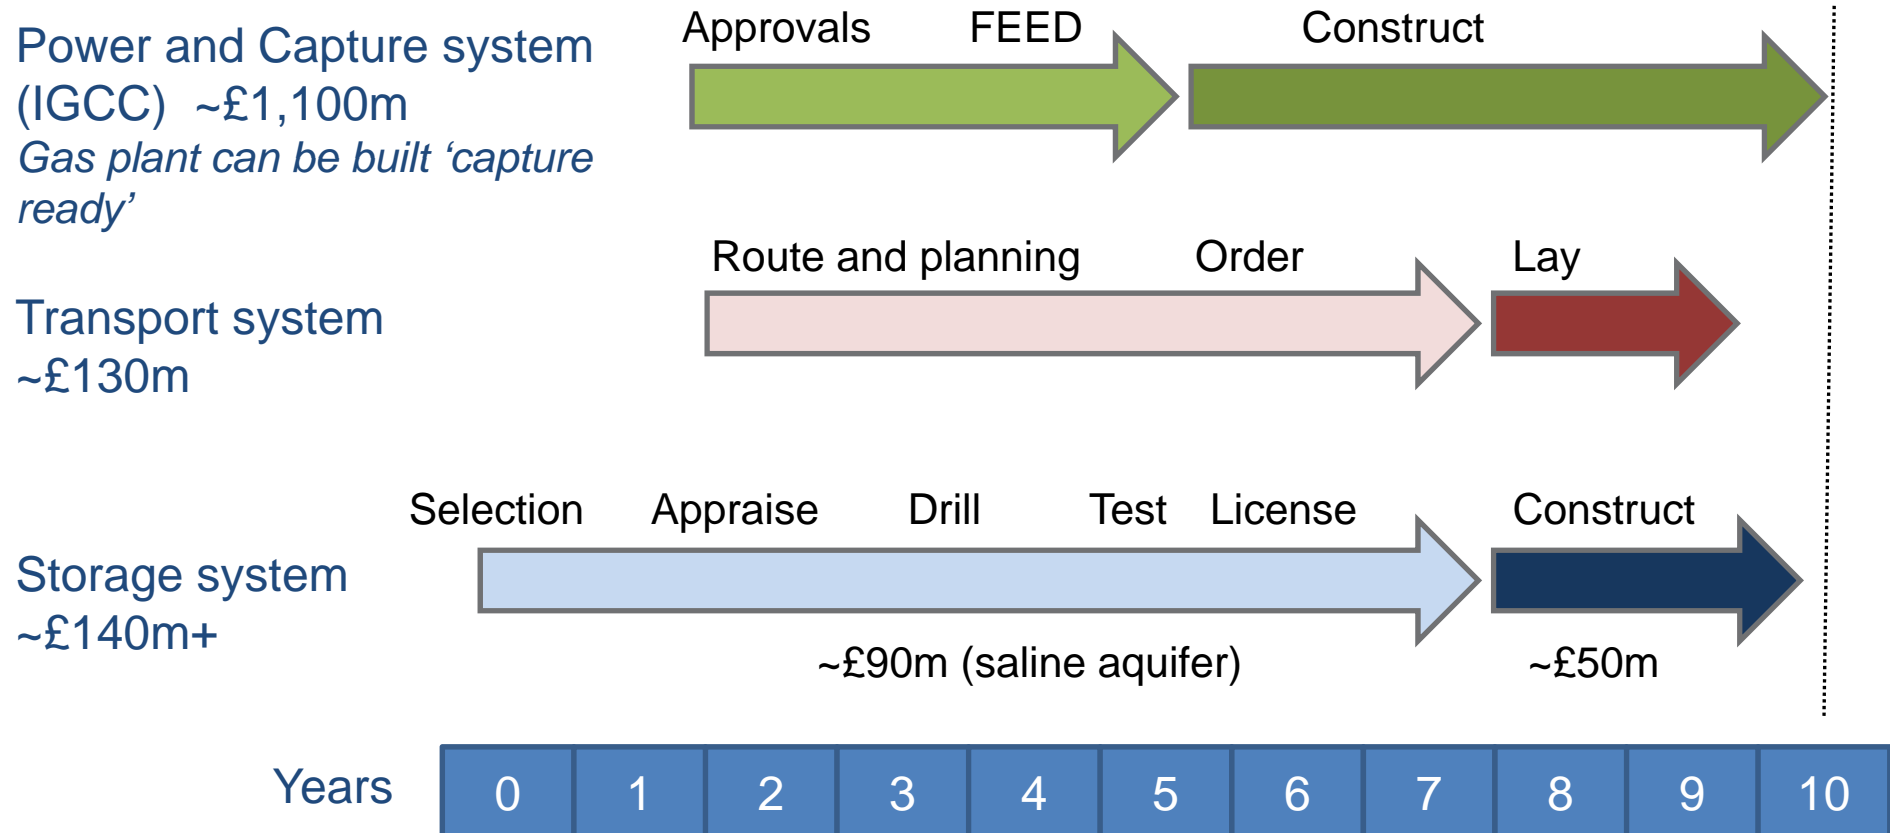 Power and Capture system
(IGCC)  ~£1,100m
Gas plant can be built ‘capture
ready’
Approvals FEED Construct
Route and planning Order Lay
Transport system
~£130m
Selection Appraise Drill Test License Construct
Storage system
~£140m+
~£90m (saline aquifer) ~£50m
Years 0 1 2 3 4 5 6 7 8 9 10